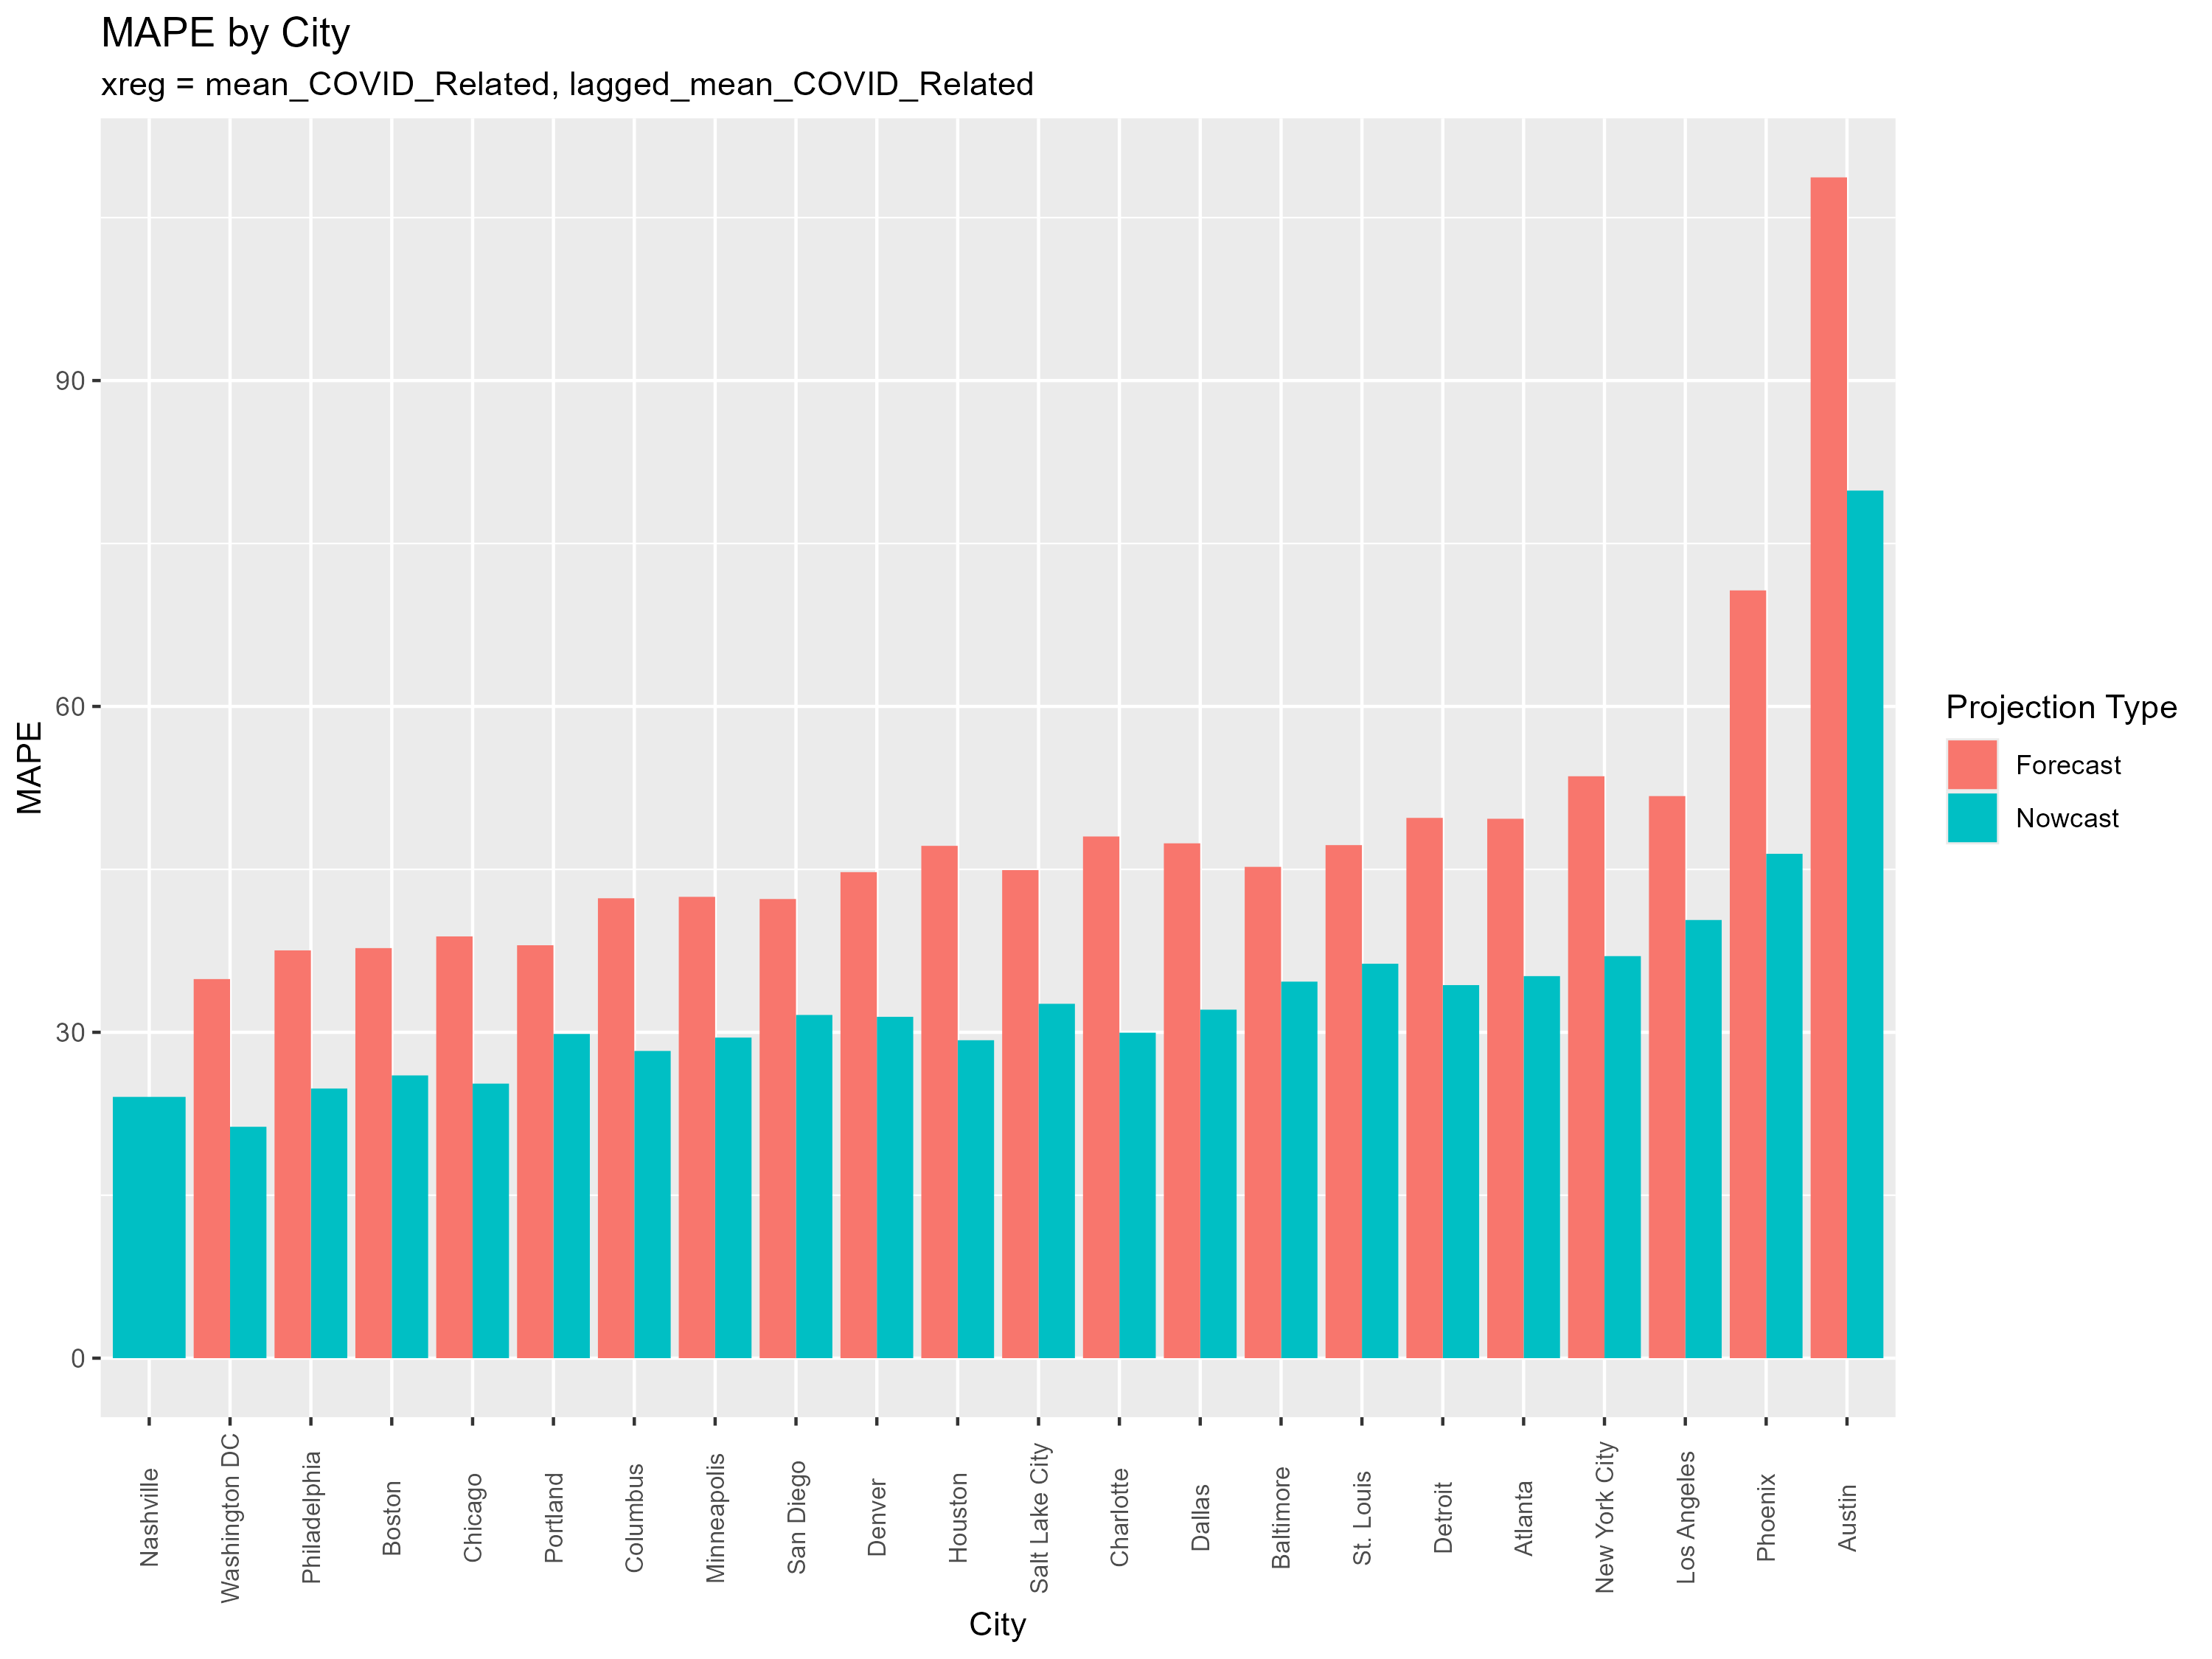 MAPE by City
xreg = mean_COVID_Related, lagged_mean_COVID_Related
MAPE
90
60
30
0
Nashville
Washington DC
Philadelphia
Boston
Chicago
Portland
Columbus
Minneapolis
San Diego
Denver
Houston
Salt Lake City
Charlotte
Dallas
Baltimore
St. Louis
Detroit
Atlanta
New York City
Los Angeles
Phoenix
Austin
City
Projection Type
Forecast
Nowcast